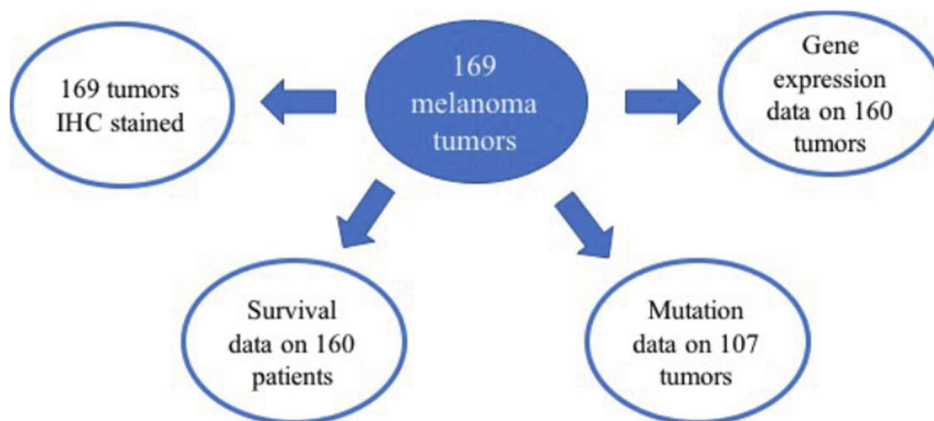 169
melanoma
tumors
169 tumors
IHC stained
Gene
expression
data on 160
tumors
Survival
data on 160
patients
Mutation
data on 107
tumors